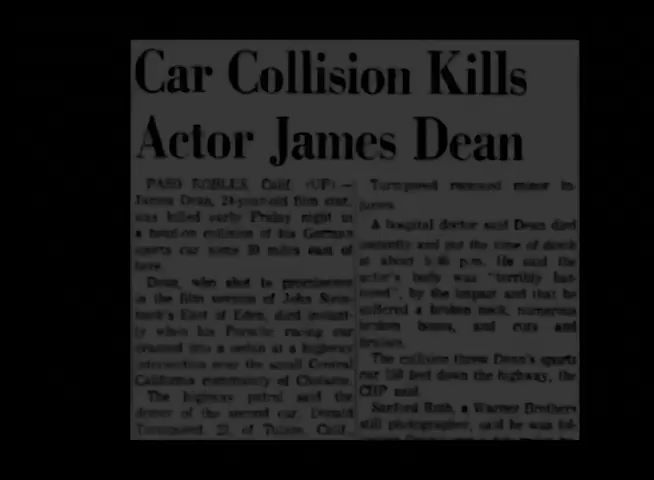 Car Collision Kills
Actor James Dean
PASO ROBLES, Calif. (UP) —
James Dean, 24-year-old film star,
was killed early Friday night in
a head-on collision of his German
sports car some 30 miles east of
here.
Dean, who shot to prominence
in the film version of John Stein-
beck's East of Eden, died instant-
ly when his Porsche racing car
crashed into a sedan at a highway
intersection near the small Central
California community of Cholame.
The highway patrol said the
driver of the second car, Donald
Turnupseed, 23, of Tulare, Calif.,
Turnupseed received minor in-
juries.
A hospital doctor said Dean died
instantly and put the time of death
at about p.m. He said the
actor's body was "terribly
by the impact and that he
suffered a broken neck, numerous
broken bones, and cuts and
bruises.
The collision threw Dean's sports
car feet down the highway, the
CHP said.
Sanford Roth, a Warner Brothers
still photographer, said he was fol-